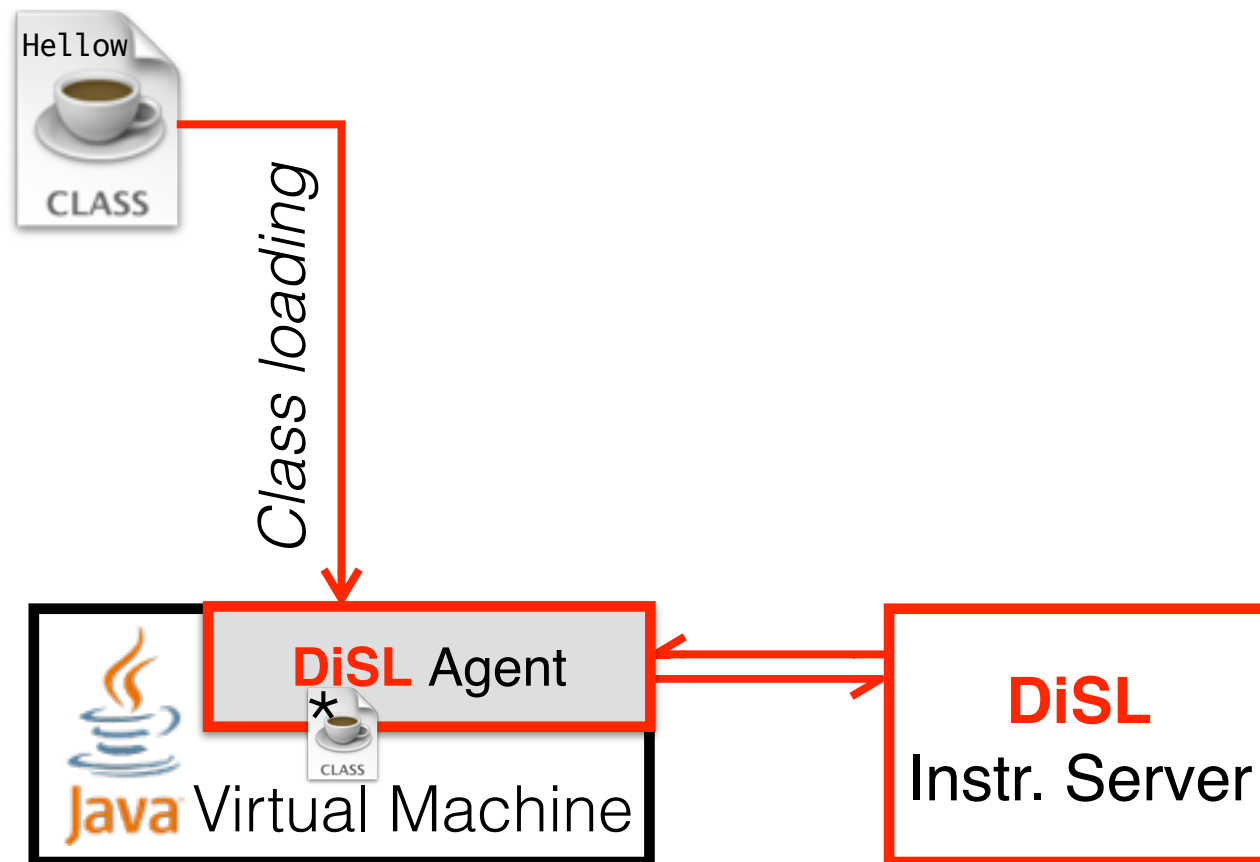 Hellow
CLASS
Class loading
DiSL Agent
*
CLASS
Java Virtual Machine
DiSL
Instr. Server